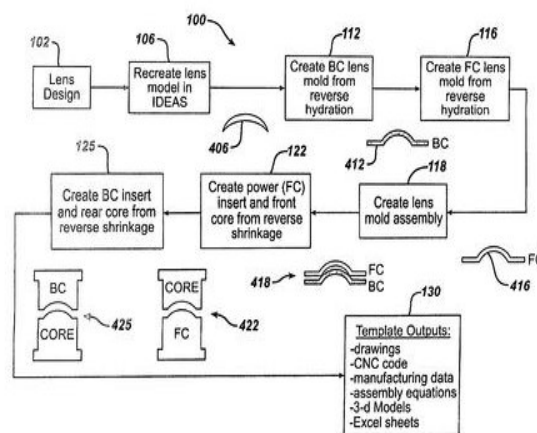 100
102
Lens
Design
106
Recreate lens
model in
IDEAS
112
Create BC lens
mold from
reverse
hydration
116
Create FC lens
mold from
reverse
hydration
406
BC
412
125
Create BC insert
and rear core from
reverse shrinkage
122
Create power (FC)
insert and front
core from reverse
shrinkage
118
Create lens
mold assembly
FC
416
418
FC
BC
BC
CORE
425
CORE
FC
422
130
Template Outputs:
-drawings
-CNC code
-manufacturing data
-assembly equations
-3-d Models
-Excel sheets